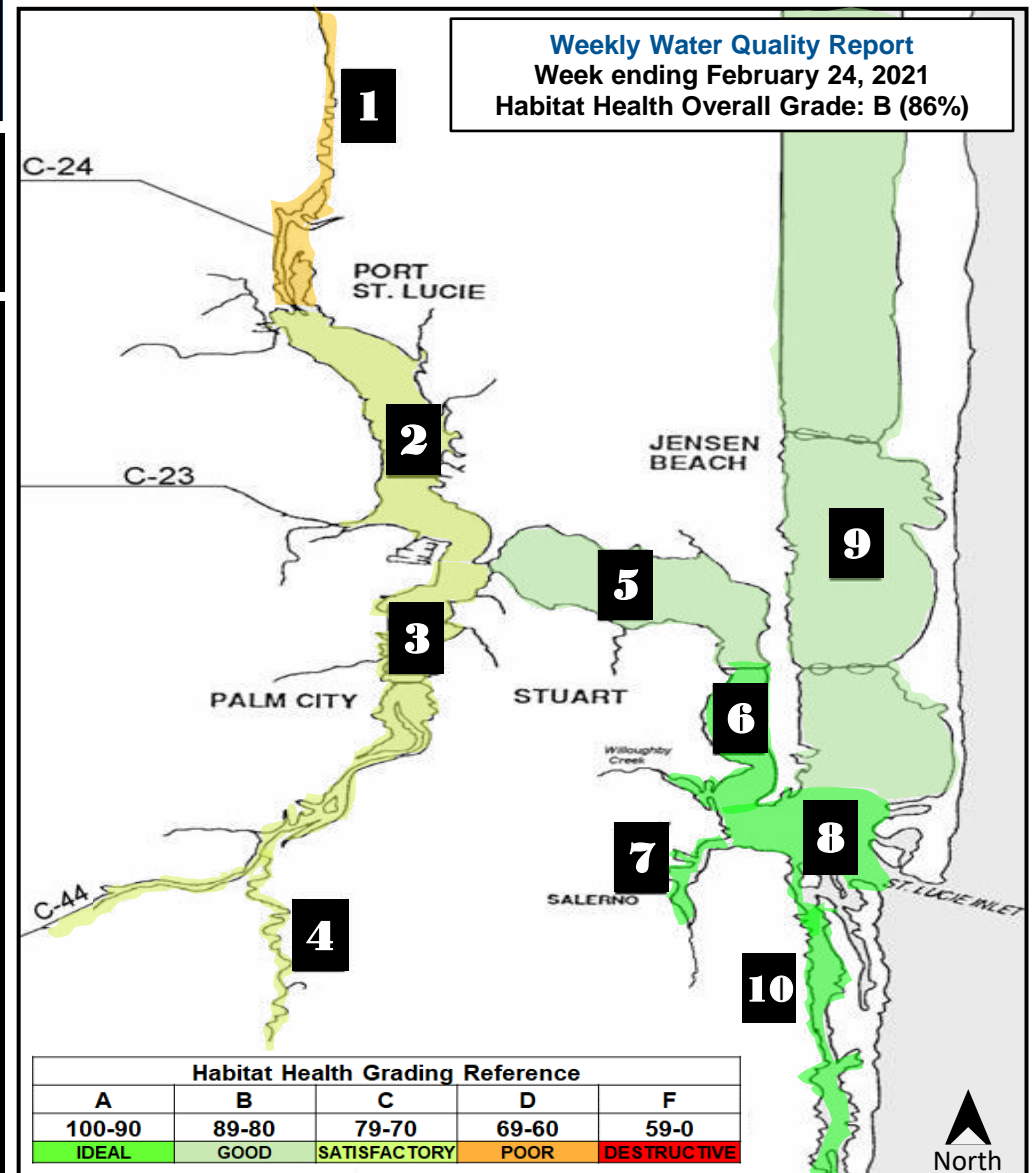 Weekly Water Quality Report
Week ending February 24, 2021
Habitat Health Overall Grade: B (86%)
1
C-24
PORT
ST. LUCIE
2
JENSEN
BEACH
C-23
9
5
3
PALM CITY
STUART
6
Willoughby
Creek
8
7
SALERNO
ST. LUCIE INLET
C-44
4
10
Habitat Health Grading Reference
A B C D F
100-90 89-80 79-70 69-60 59-0
IDEAL GOOD SATISFACTORY POOR DESTRUCTIVE
North